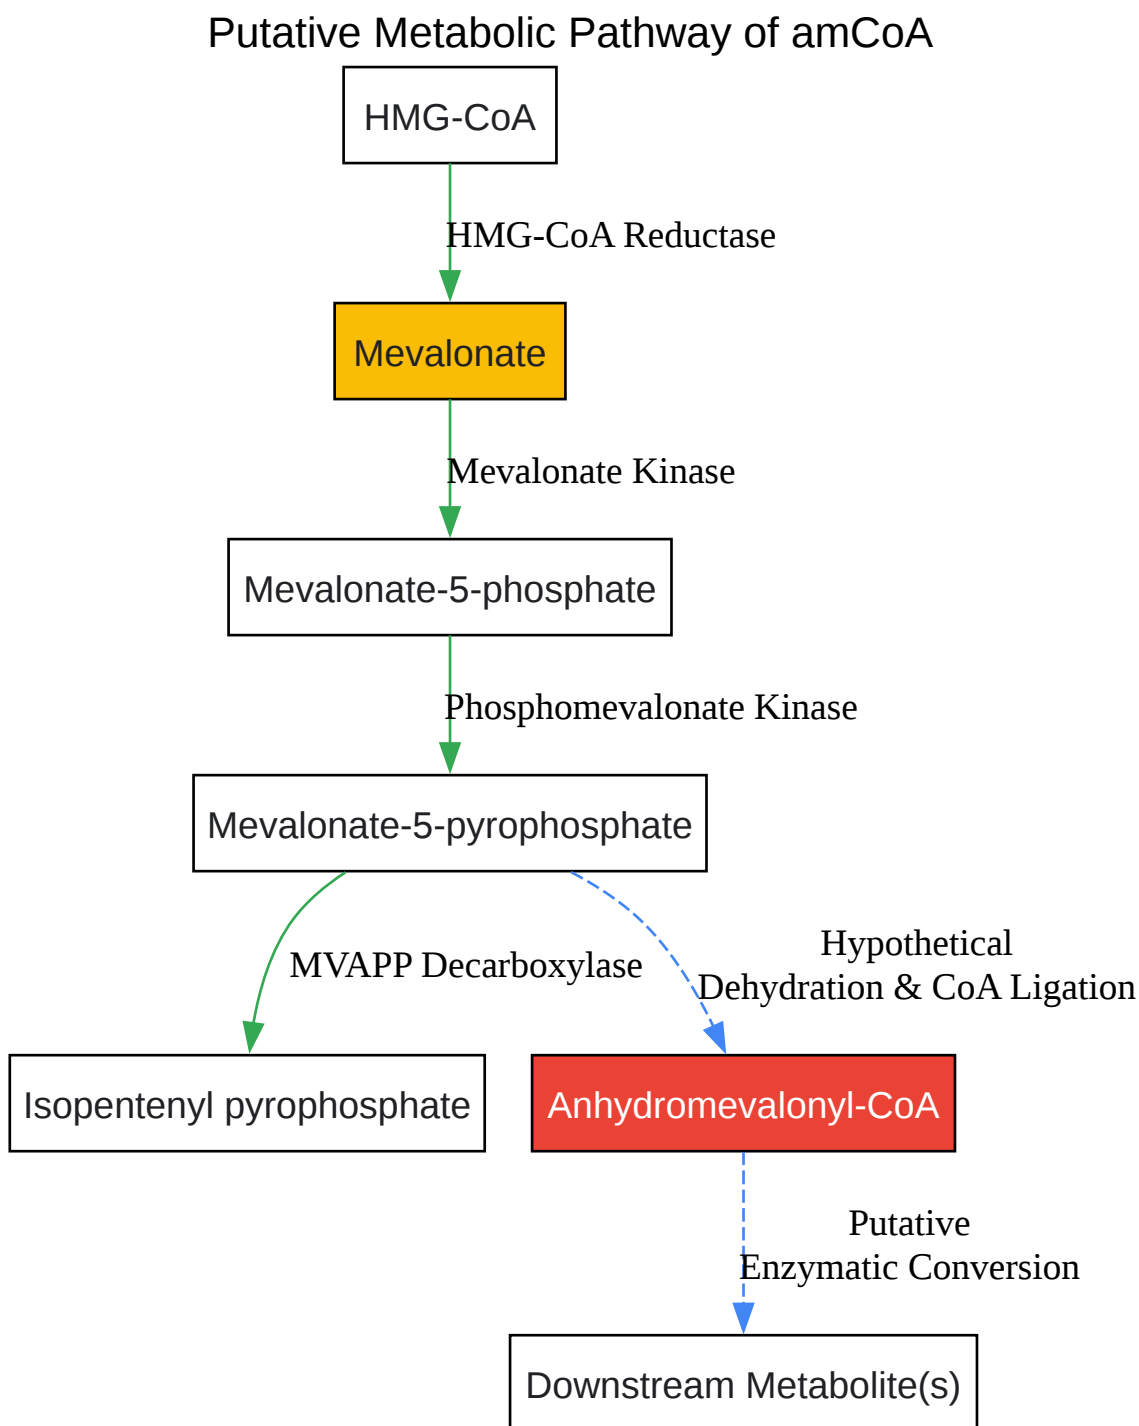 Putative Metabolic Pathway of amCoA
HMG-CoA
HMG-CoA Reductase
Mevalonate
Mevalonate Kinase
Mevalonate-5-phosphate
Phosphomevalonate Kinase
Mevalonate-5-pyrophosphate
MVAPP Decarboxylase
Hypothetical
Dehydration & CoA Ligation
Isopentenyl pyrophosphate
Anhydromevalonyl-CoA
Putative
Enzymatic Conversion
Downstream Metabolite(s)